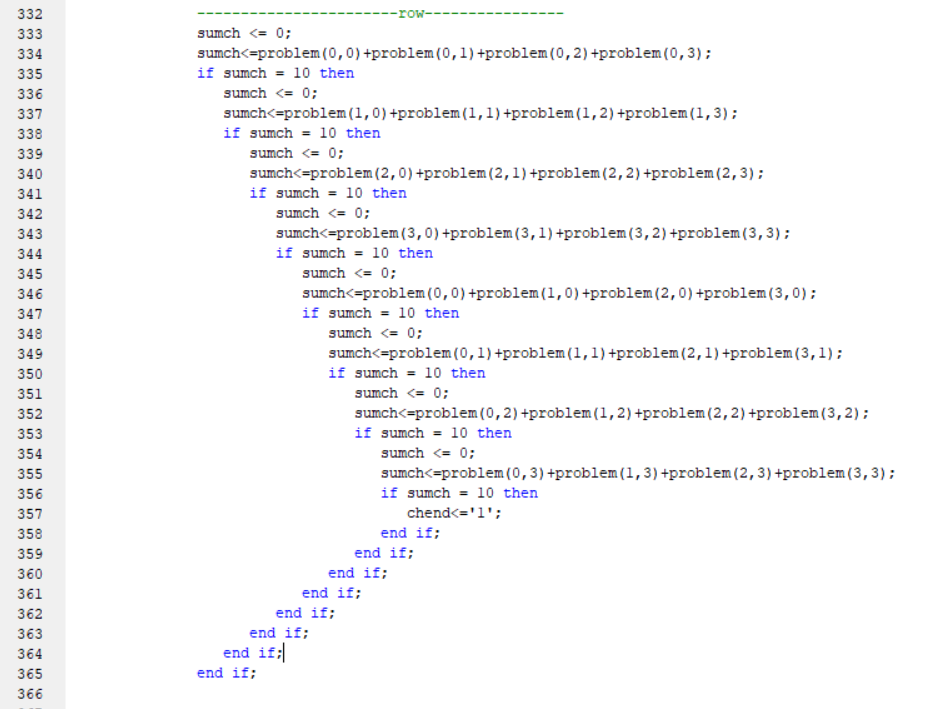 332 -----------------------row----------------
333 sumch <= 0;
334 sumch<=problem(0,0)+problem(0,1)+problem(0,2)+problem(0,3);
335 if sumch = 10 then
336 sumch <= 0;
337 sumch<=problem(1,0)+problem(1,1)+problem(1,2)+problem(1,3);
338 if sumch = 10 then
339 sumch <= 0;
340 sumch<=problem(2,0)+problem(2,1)+problem(2,2)+problem(2,3);
341 if sumch = 10 then
342 sumch <= 0;
343 sumch<=problem(3,0)+problem(3,1)+problem(3,2)+problem(3,3);
344 if sumch = 10 then
345 sumch <= 0;
346 sumch<=problem(0,0)+problem(1,0)+problem(2,0)+problem(3,0);
347 if sumch = 10 then
348 sumch <= 0;
349 sumch<=problem(0,1)+problem(1,1)+problem(2,1)+problem(3,1);
350 if sumch = 10 then
351 sumch <= 0;
352 sumch<=problem(0,2)+problem(1,2)+problem(2,2)+problem(3,2);
353 if sumch = 10 then
354 sumch <= 0;
355 sumch<=problem(0,3)+problem(1,3)+problem(2,3)+problem(3,3);
356 if sumch = 10 then
357 chend<='1';
358 end if;
359 end if;
360 end if;
361 end if;
362 end if;
363 end if;
364 end if;
365 end if;
366